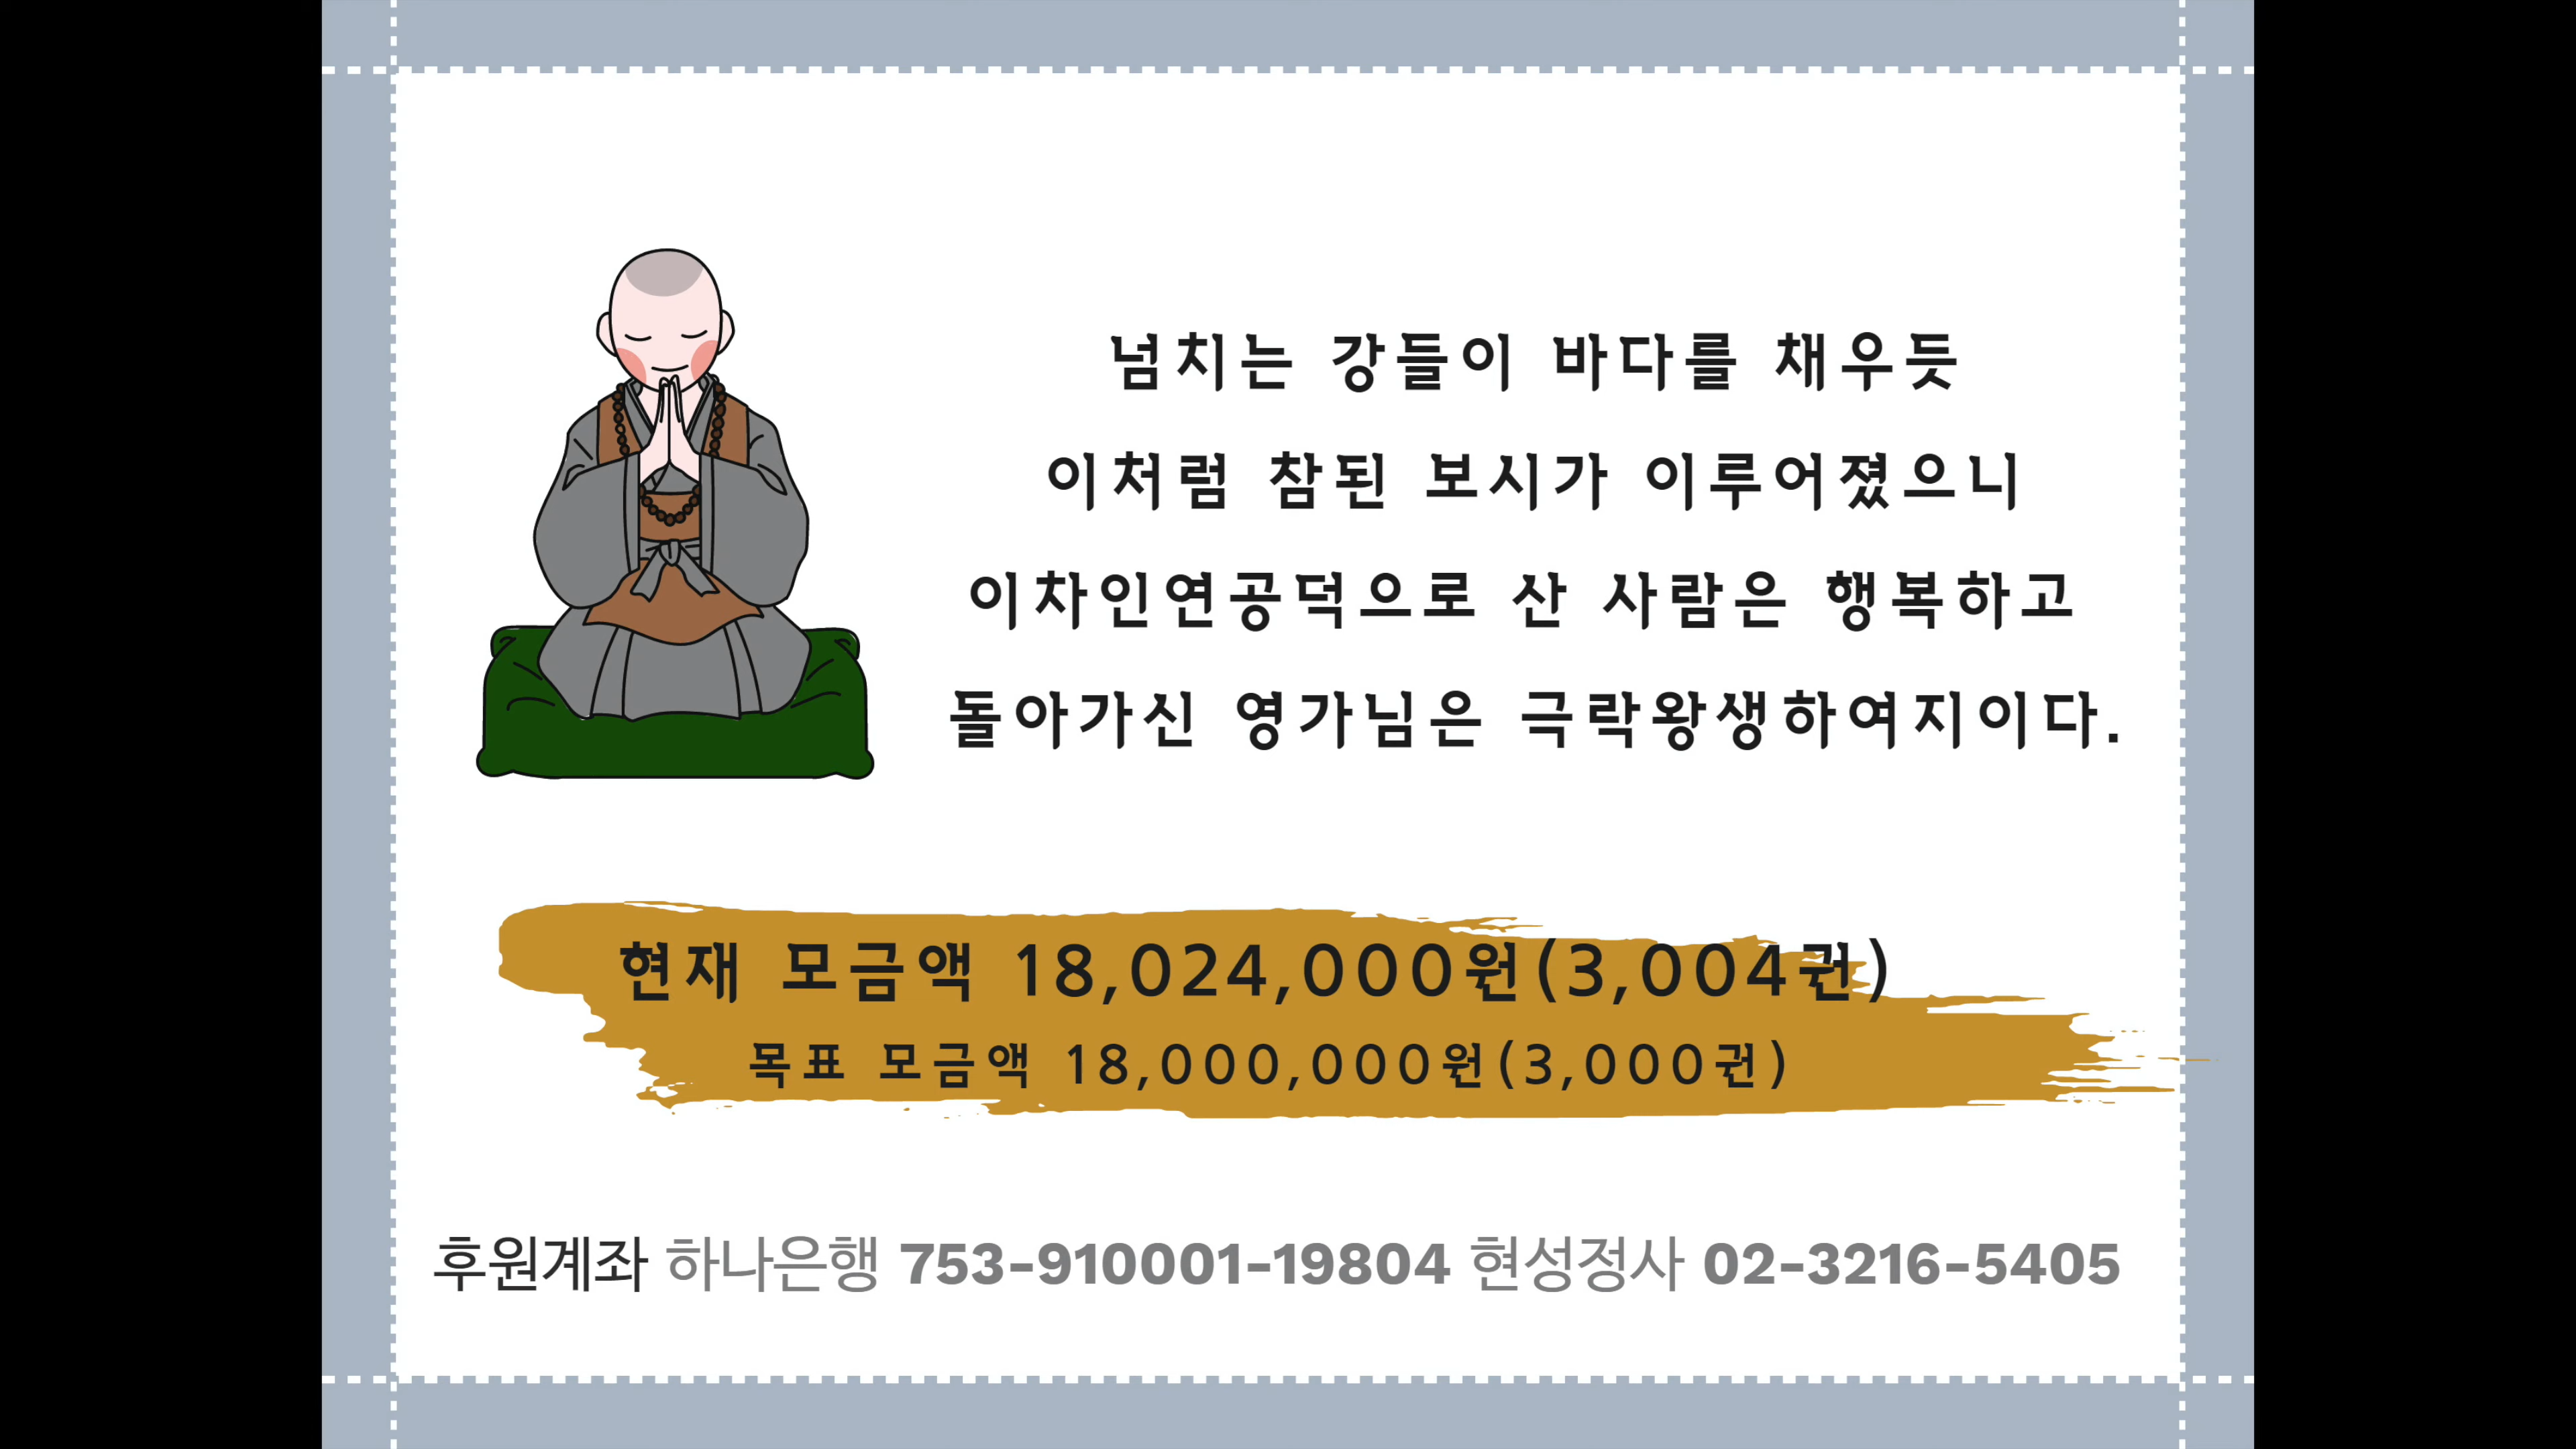 넘치는 강들이 바다를 채우듯
이처럼 참된 보시가 이루어졌으니
이차인연공덕으로 산 사람은 행복하고
돌아가신 영가님은 극락왕생하여지이다.
현재 모금액 18,024,000원(3,004권)
목표 모금액 18,000,000원(3,000권)
후원계좌 하나은행 753-910001-19804 현성정사 02-3216-5405